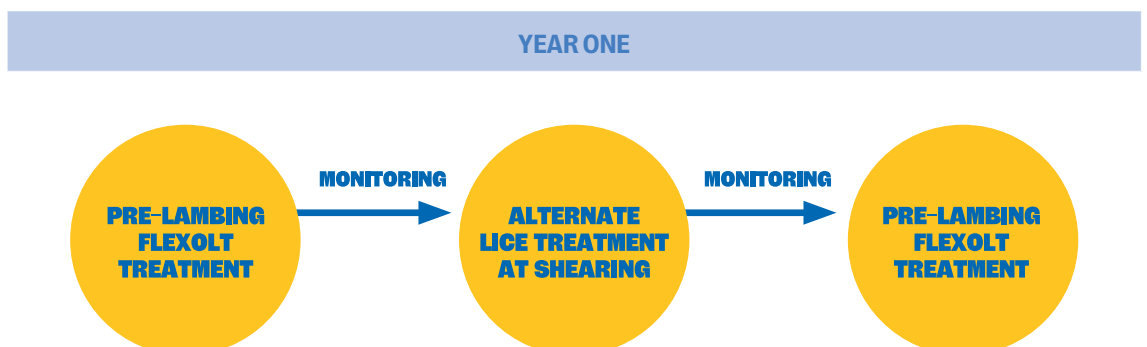 YEAR ONE
MONITORING
MONITORING
PRE-LAMBING
FLEXOLT
TREATMENT
ALTERNATE
LICE TREATMENT
AT SHEARING
PRE-LAMBING
FLEXOLT
TREATMENT